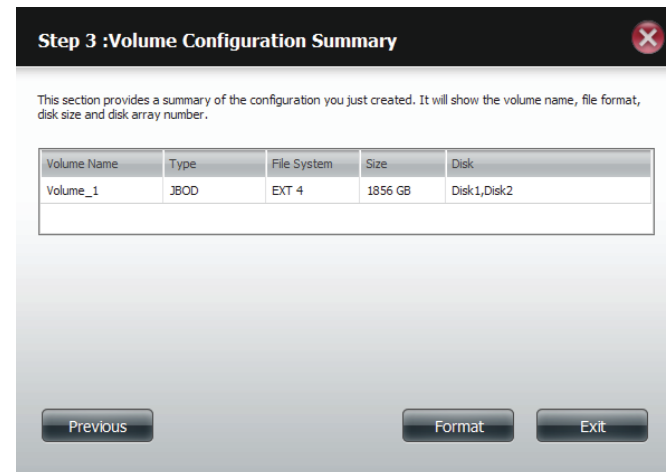 Step 3 :Volume Configuration Summary
This section provides a summary of the configuration you just created. It will show the volume name, file format,
disk size and disk array number.
Volume Name Type File System Size Disk
Volume_1 JBOD EXT 4 1856 GB Disk1,Disk2
Previous Format Exit